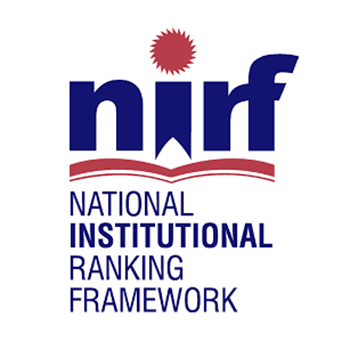 nirf
NATIONAL
INSTITUTIONAL
RANKING
FRAMEWORK